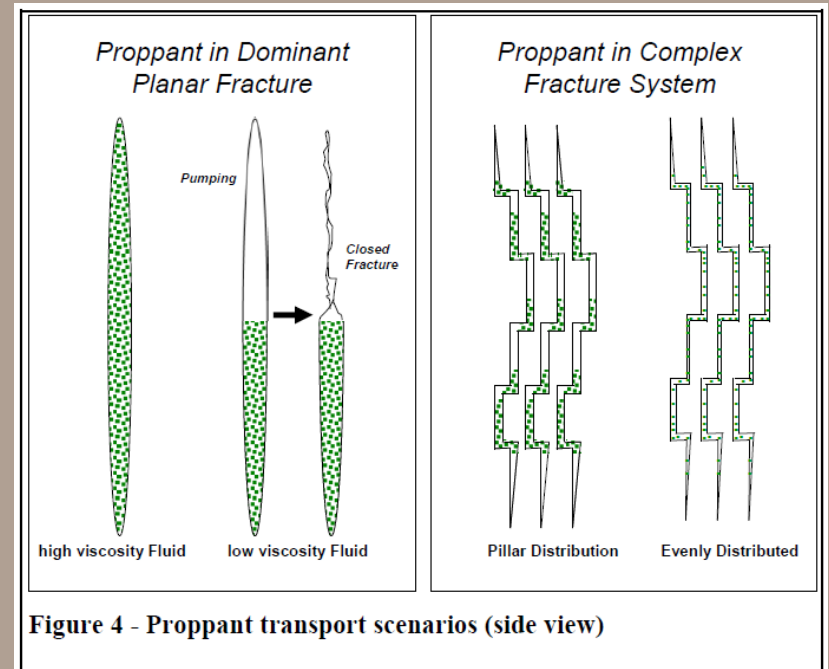 Proppant in Dominant
Planar Fracture
Pumping
Closed
Fracture
high viscosity Fluid
low viscosity Fluid
Proppant in Complex
Fracture System
Pillar Distribution
Evenly Distributed
Figure 4 - Proppant transport scenarios (side view)